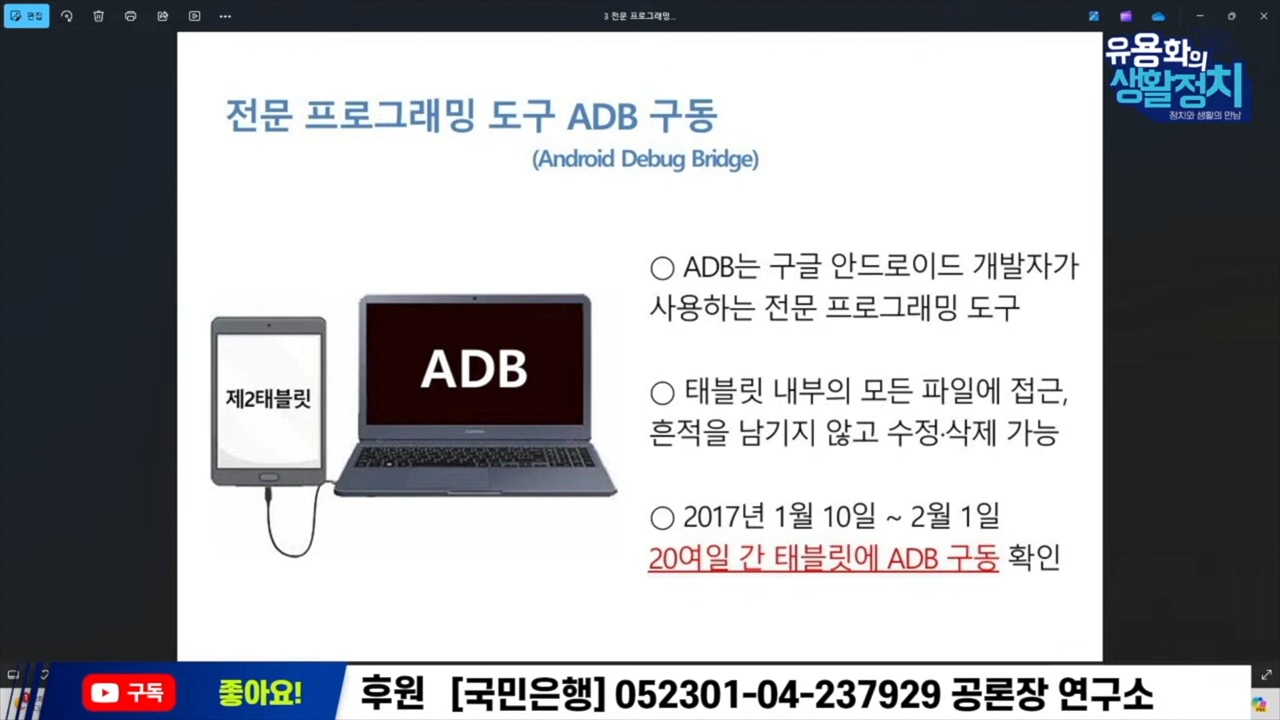 편집
3 전문 프로그래밍...
유용화의
생활정치
정치와 생활의 만남
전문 프로그래밍 도구 ADB 구동
(Android Debug Bridge)
제2태블릿
ADB
○ ADB는 구글 안드로이드 개발자가
사용하는 전문 프로그래밍 도구
○ 태블릿 내부의 모든 파일에 접근,
흔적을 남기지 않고 수정·삭제 가능
○ 2017년 1월 10일 ~ 2월 1일
20여일 간 태블릿에 ADB 구동 확인
구독
좋아요!
후원 [국민은행] 052301-04-237929 공론장 연구소